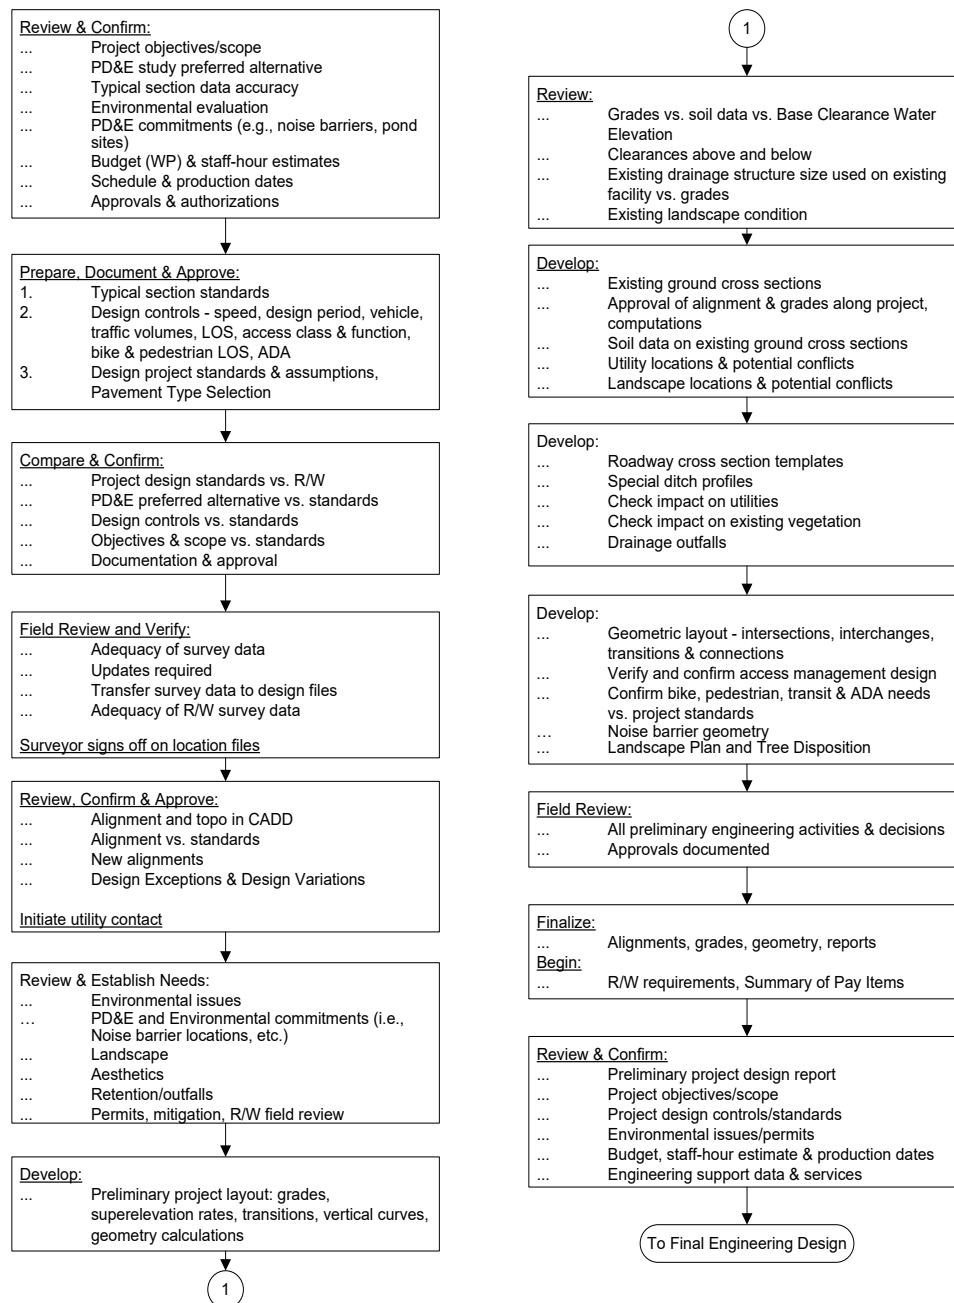 Review & Confirm:
... Project objectives/scope
... PD&E study preferred alternative
... Typical section data accuracy
... Environmental evaluation
... PD&E commitments (e.g., noise barriers, pond
sites)
... Budget (WP) & staff-hour estimates
... Schedule & production dates
... Approvals & authorizations
Prepare, Document & Approve:
1. Typical section standards
2. Design controls - speed, design period, vehicle,
traffic volumes, LOS, access class & function,
bike & pedestrian LOS, ADA
3. Design project standards & assumptions,
Pavement Type Selection
Compare & Confirm:
... Project design standards vs. R/W
... PD&E preferred alternative vs. standards
... Design controls vs. standards
... Objectives & scope vs. standards
... Documentation & approval
Field Review and Verify:
... Adequacy of survey data
... Updates required
... Transfer survey data to design files
... Adequacy of R/W survey data
Surveyor signs off on location files
Review, Confirm & Approve:
... Alignment and topo in CADD
... Alignment vs. standards
... New alignments
... Design Exceptions & Design Variations
Initiate utility contact
Review & Establish Needs:
... Environmental issues
... PD&E and Environmental commitments (i.e.,
Noise barrier locations, etc.)
... Landscape
... Aesthetics
... Retention/outfalls
... Permits, mitigation, R/W field review
Develop:
... Preliminary project layout: grades,
superelevation rates, transitions, vertical curves,
geometry calculations
1
1
Review:
... Grades vs. soil data vs. Base Clearance Water
Elevation
... Clearances above and below
... Existing drainage structure size used on existing
facility vs. grades
... Existing landscape condition
Develop:
... Existing ground cross sections
... Approval of alignment & grades along project,
computations
... Soil data on existing ground cross sections
... Utility locations & potential conflicts
... Landscape locations & potential conflicts
Develop:
... Roadway cross section templates
... Special ditch profiles
... Check impact on utilities
... Check impact on existing vegetation
... Drainage outfalls
Develop:
... Geometric layout - intersections, interchanges,
transitions & connections
... Verify and confirm access management design
... Confirm bike, pedestrian, transit & ADA needs
vs. project standards
... Noise barrier geometry
... Landscape Plan and Tree Disposition
Field Review:
... All preliminary engineering activities & decisions
... Approvals documented
Finalize:
... Alignments, grades, geometry, reports
Begin:
... R/W requirements, Summary of Pay Items
Review & Confirm:
... Preliminary project design report
... Project objectives/scope
... Project design controls/standards
... Environmental issues/permits
... Budget, staff-hour estimate & production dates
... Engineering support data & services
To Final Engineering Design